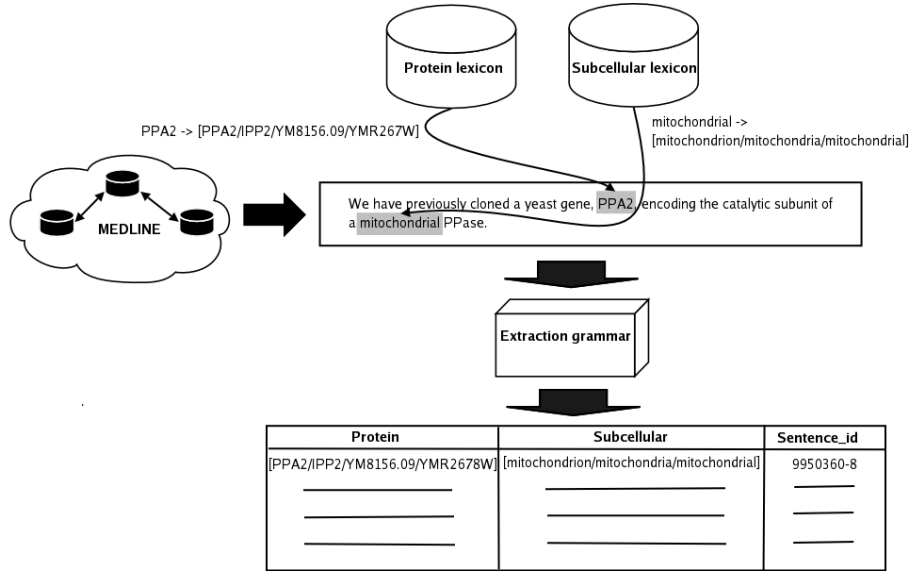 Protein lexicon
Subcellular lexicon
PPA2 -> [PPA2/IPP2/YM8156.09/YMR267W]
mitochondrial ->
[mitochondrion/mitochondria/mitochondrial]
MEDLINE
We have previously cloned a yeast gene, PPA2, encoding the catalytic subunit of
a mitochondrial PPase.
Extraction grammar
Protein Subcellular Sentence_id
[PPA2/IPP2/YM8156.09/YMR2678W] [mitochondrion/mitochondria/mitochondrial] 9950360-8